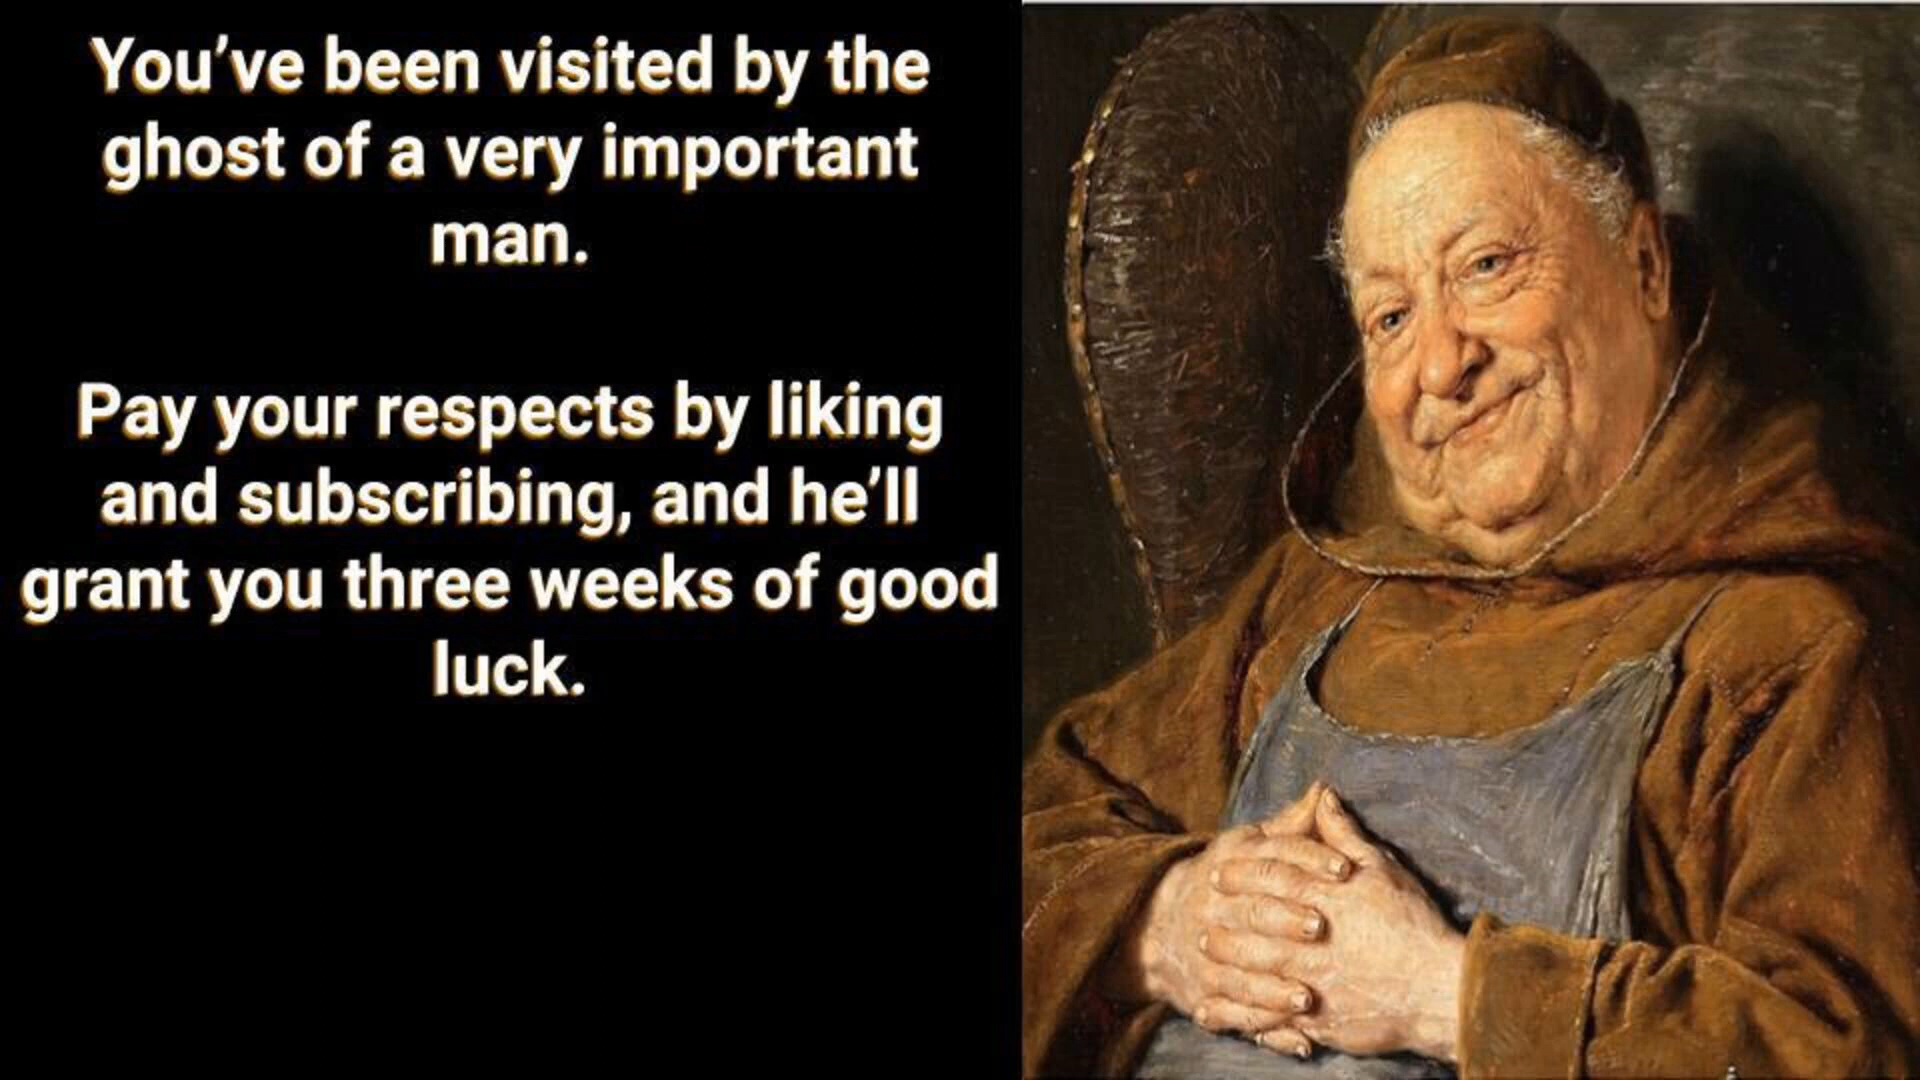 You’ve been visited by the
ghost of a very important
man.
Pay your respects by liking
and subscribing, and he’ll
grant you three weeks of good
luck.